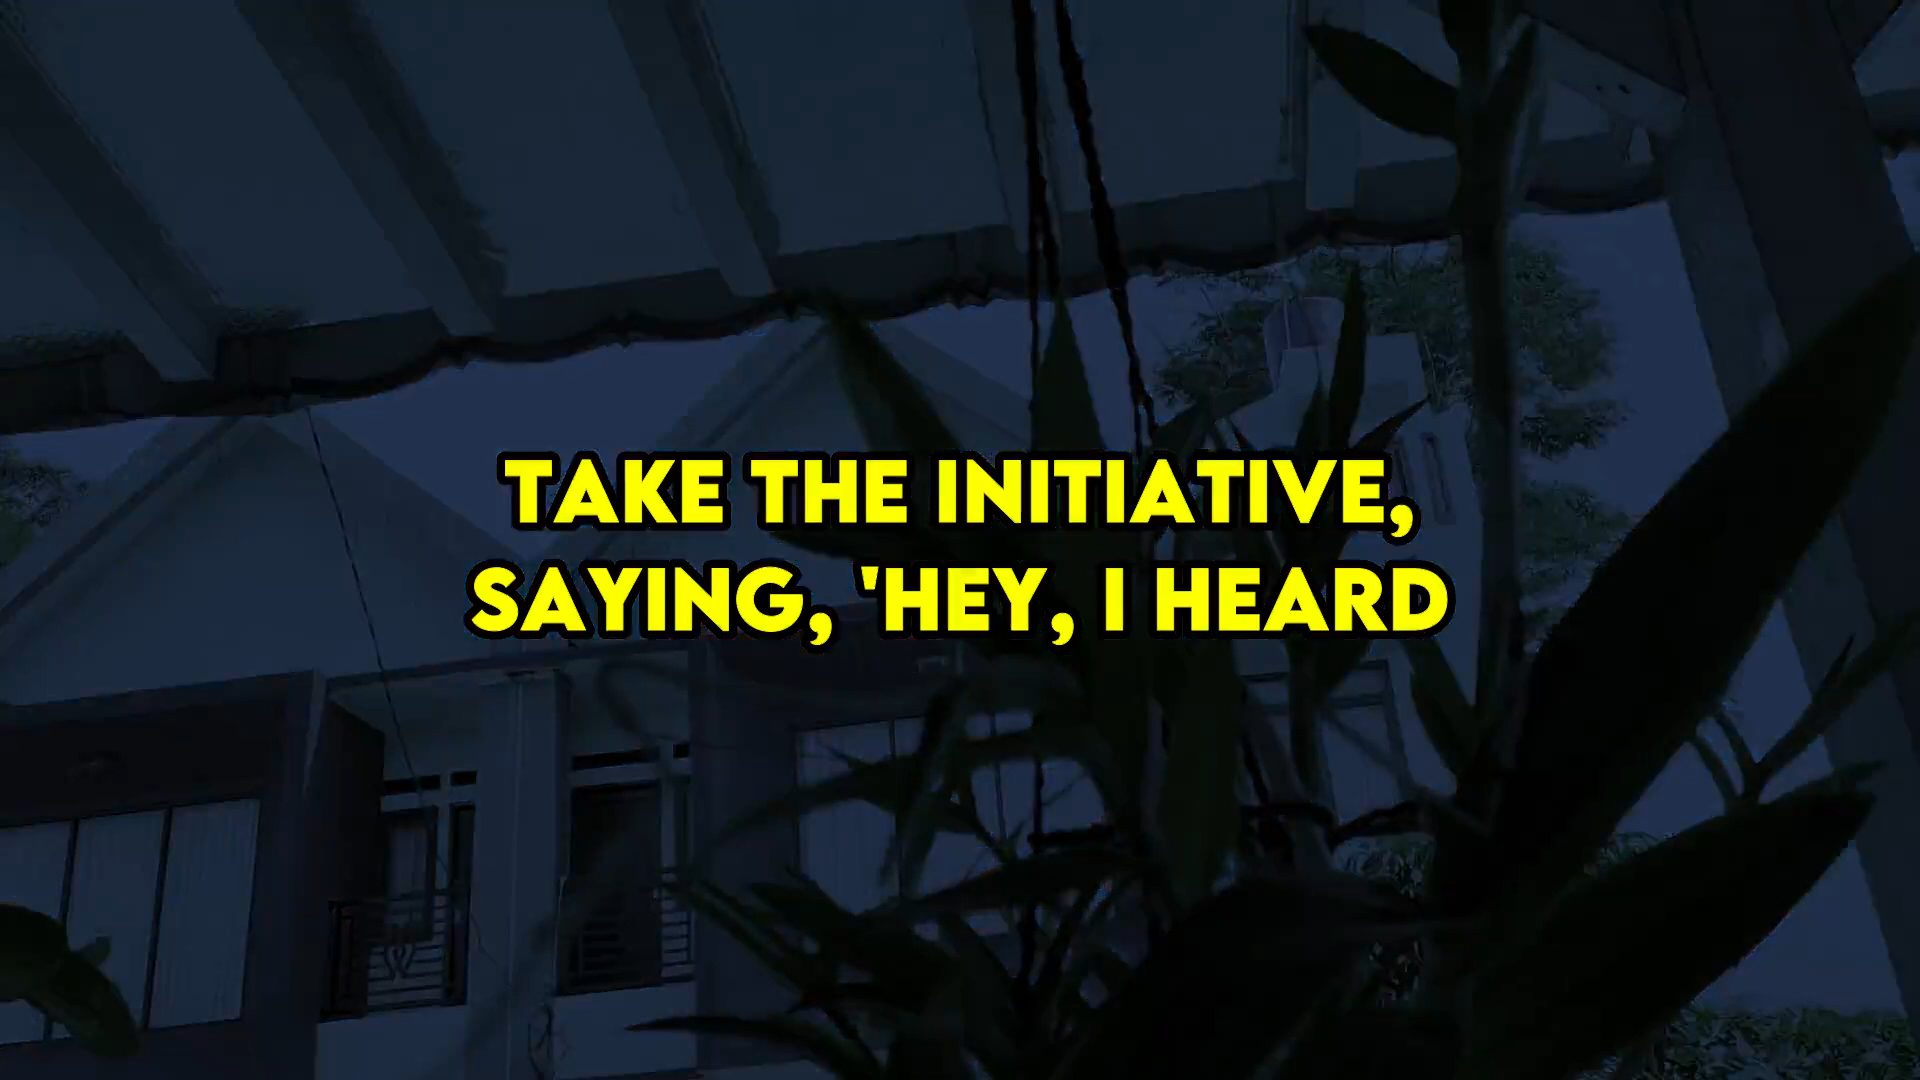 TAKE THE INITIATIVE,
SAYING, 'HEY, I HEARD